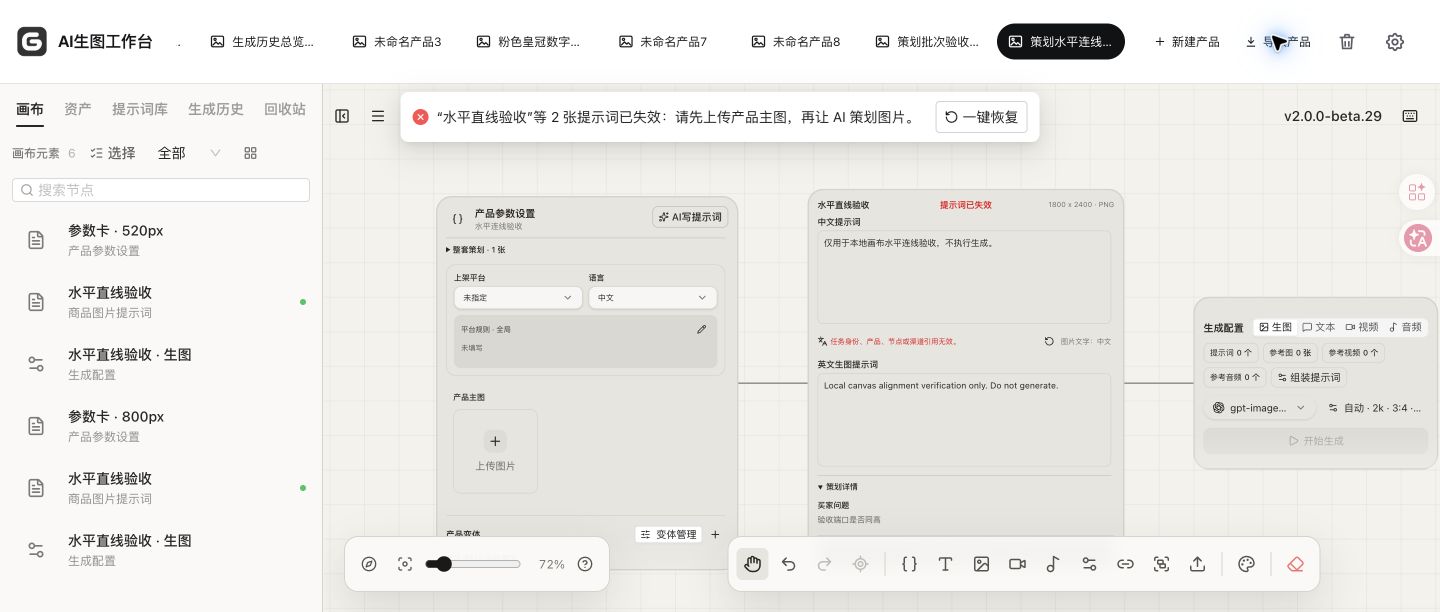 AI生图工作台
.
生成历史总览...
未命名产品3
粉色皇冠数字...
未命名产品7
未命名产品8
策划批次验收...
策划水平连线...
新建产品
产品
画布
资产
提示词库
生成历史
回收站
画布元素 6
选择
全部
搜索节点
参数卡 · 520px
产品参数设置
水平直线验收
商品图片提示词
水平直线验收 · 生图
生成配置
参数卡 · 800px
产品参数设置
水平直线验收
商品图片提示词
水平直线验收 · 生图
生成配置
“水平直线验收”等 2 张提示词已失效：请先上传产品主图，再让 AI 策划图片。
一键恢复
v2.0.0-beta.29
产品参数设置
水平连线验收
AI写提示词
整套策划 · 1 张
上架平台
语言
未指定
中文
平台规则 · 全局
未填写
产品主图
上传图片
产品变体
变体管理
水平直线验收
提示词已失效
1800 x 2400 · PNG
中文提示词
仅用于本地画布水平连线验收，不执行生成。
任务身份、产品、节点或渠道引用无效。
图片文字：中文
英文生图提示词
Local canvas alignment verification only. Do not generate.
策划详情
买家问题
验收端口是否同高
生成配置
生图
文本
视频
音频
提示词 0 个
参考图 0 张
参考视频 0 个
参考音频 0 个
组装提示词
gpt-image...
自动 · 2k · 3:4 ·...
开始生成
72%